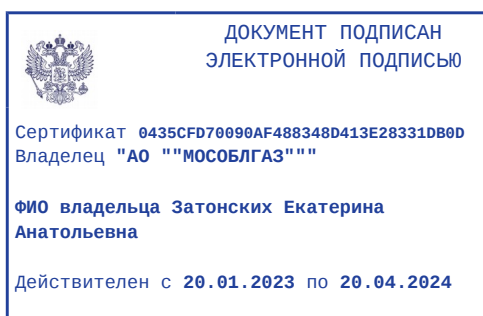 ДОКУМЕНТ ПОДПИСАН
ЭЛЕКТРОННОЙ ПОДПИСЬЮ
Сертификат 0435CFD70090AF488348D413E28331DB0D
Владелец "АО ""МОСОБЛГАЗ"""
ФИО владельца Затонских Екатерина
Анатольевна
Действителен с 20.01.2023 по 20.04.2024